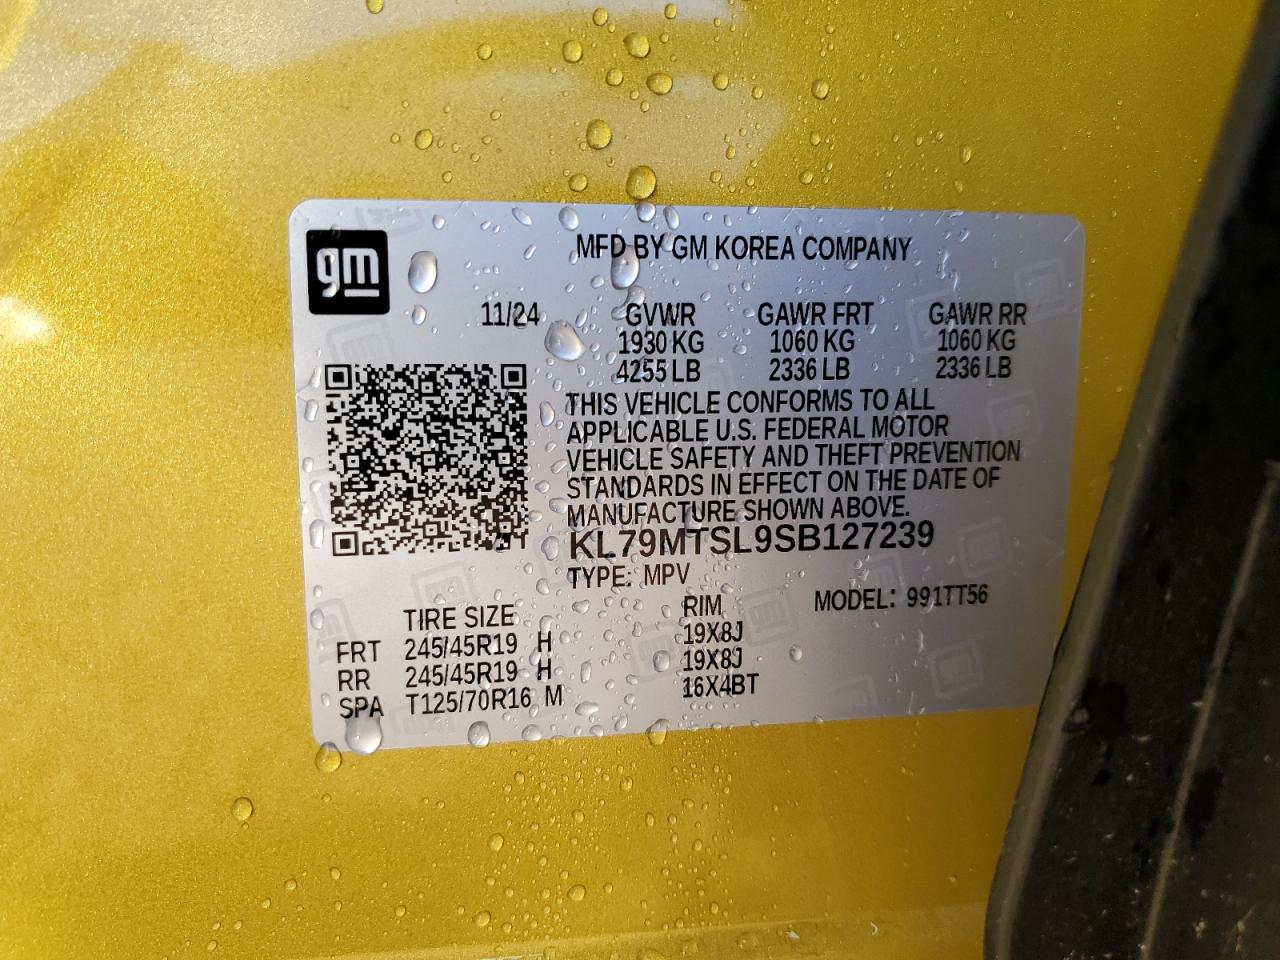 gm
MFD BY GM KOREA COMPANY
11/24 GVWR GAWR FRT GAWR RR
1930 KG 1060 KG 1060 KG
4255 LB 2336 LB 2336 LB
THIS VEHICLE CONFORMS TO ALL
APPLICABLE U.S. FEDERAL MOTOR
VEHICLE SAFETY AND THEFT PREVENTION
STANDARDS IN EFFECT ON THE DATE OF
MANUFACTURE SHOWN ABOVE.
KL79MTSL9SB127239
TYPE: MPV
MODEL: 991TT56
TIRE SIZE RIM
FRT 245/45R19 H 19X8J
RR 245/45R19 H 19X8J
SPA T125/70R16 M 16X4BT